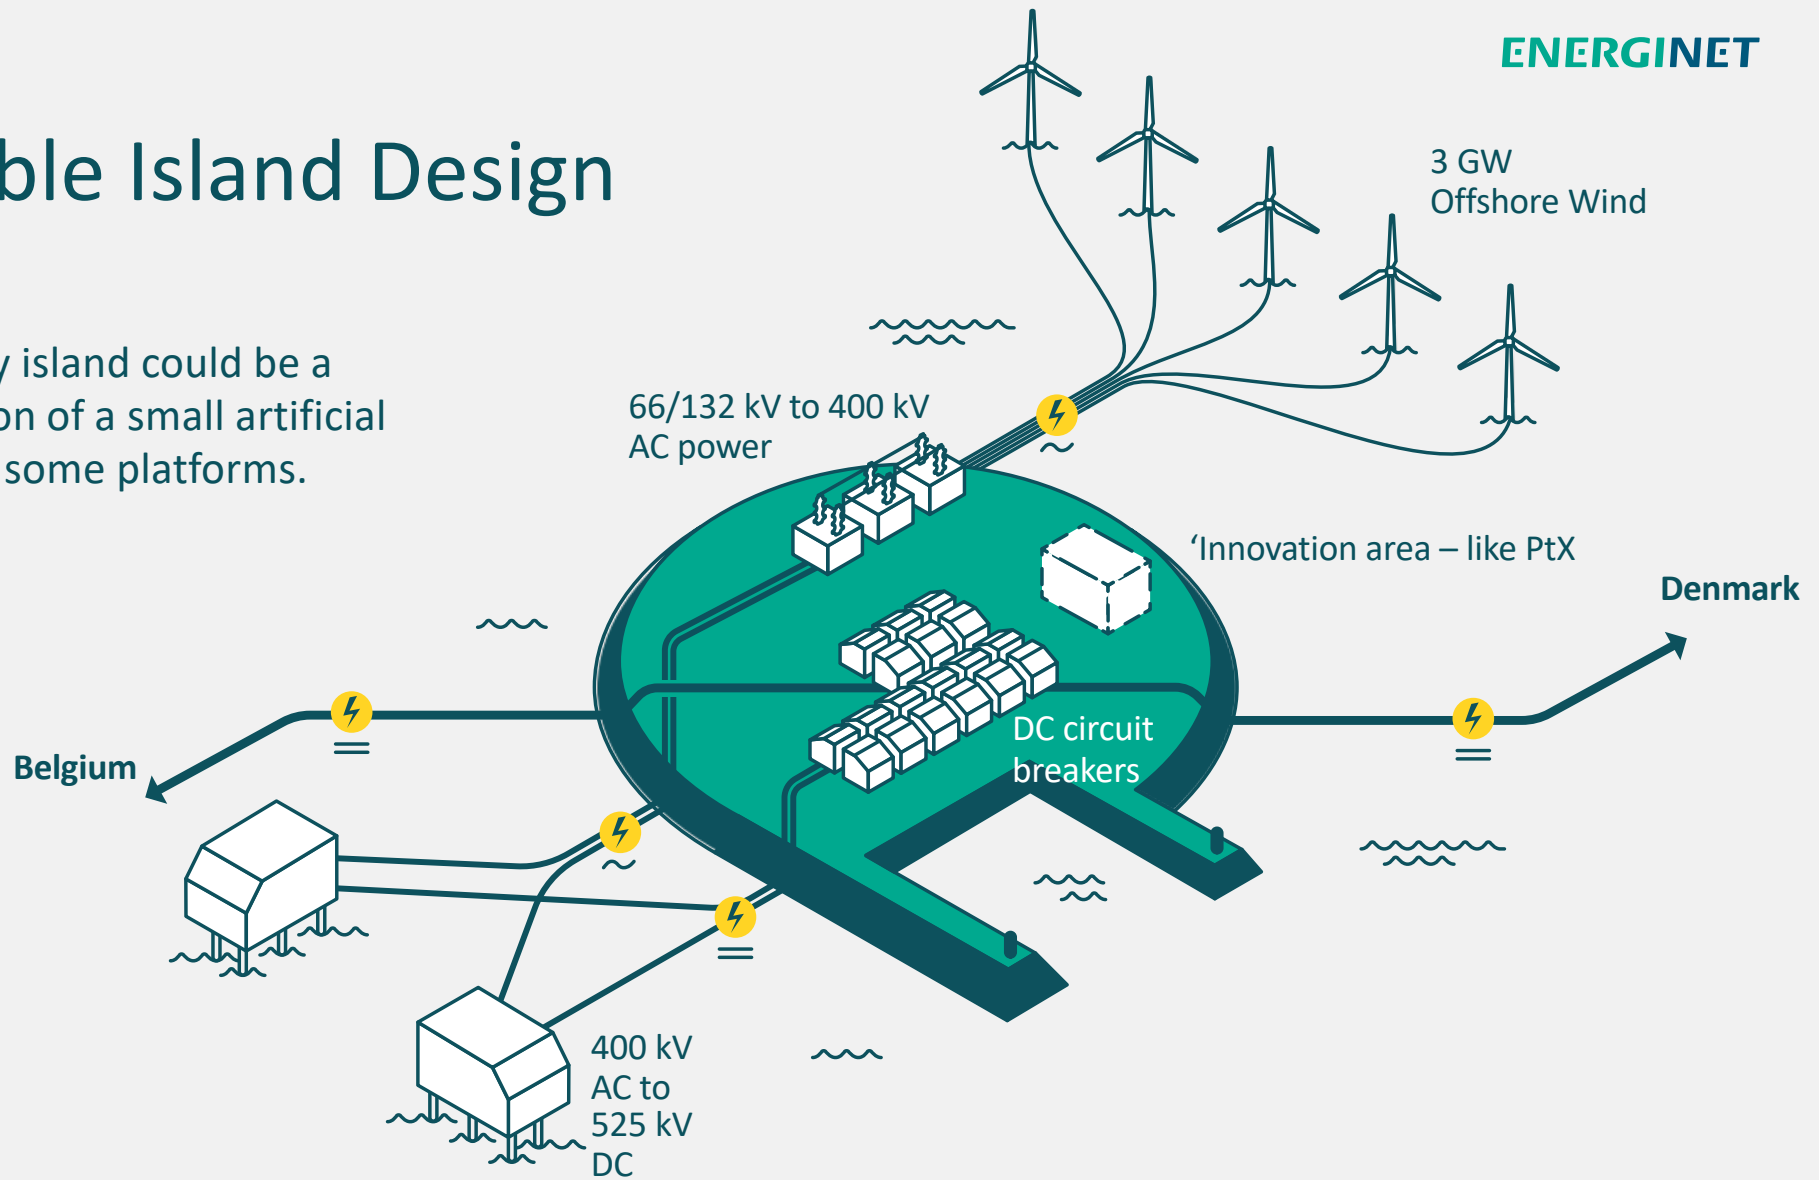 ENERGINET
ble Island Design
3 GW
Offshore Wind
y island could be a
on of a small artificial
some platforms.
66/132 kV to 400 kV
AC power
‘Innovation area – like PtX
Denmark
DC circuit
breakers
Belgium
400 kV
AC to
525 kV
DC